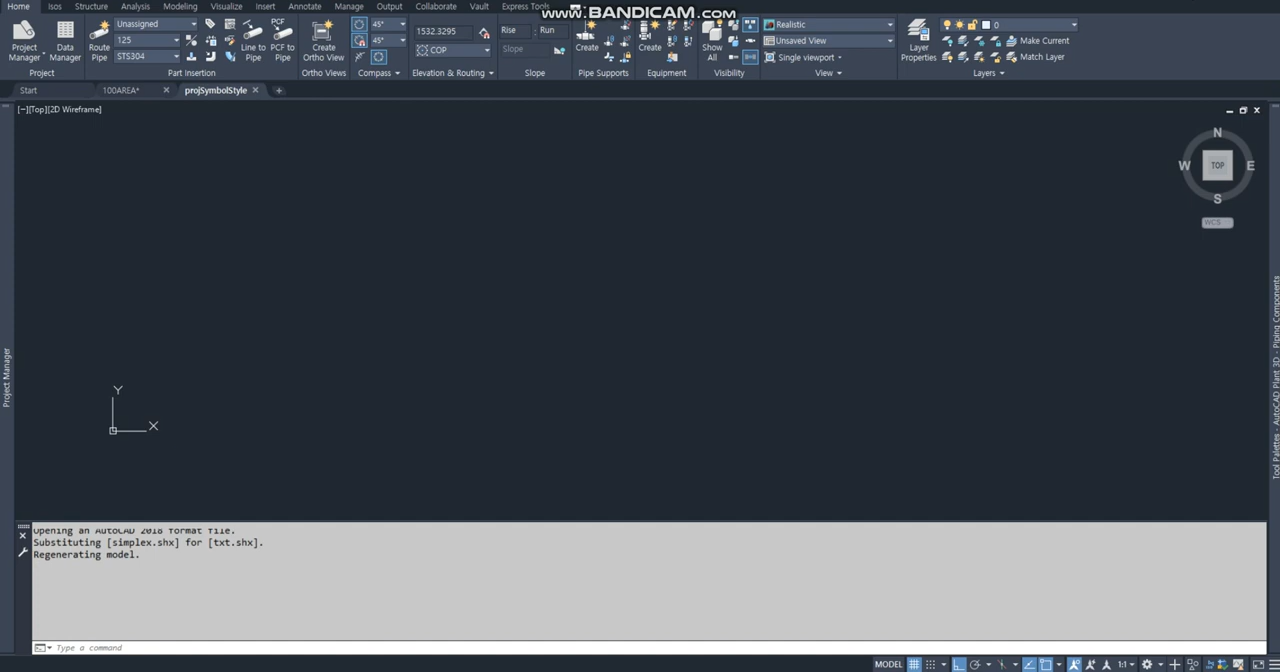 www.BANDICAM.com
Home Isos Structure Analysis Modeling Visualize Insert Annotate Manage Output Collaborate Vault Express Tools
Project Manager
Data Manager
Project
Route Pipe
Unassigned
125
STS304
Line to Pipe
PCF to Pipe
Part Insertion
Create Ortho View
Ortho Views
45°
45°
Compass
1532.3295
COP
Elevation & Routing
Rise : Run
Slope
Slope
Create
Pipe Supports
Create
Equipment
Show All
Visibility
Realistic
Unsaved View
Single viewport
View
Layer Properties
0
Make Current
Match Layer
Layers
Start 100AREA* projSymbolStyle
[−][Top][2D Wireframe]
N
W TOP E
S
WCS
Y
X
Project Manager
Tool Palettes - AutoCAD Plant 3D - Piping Components
Opening an AutoCAD 2018 format file.
Substituting [simplex.shx] for [txt.shx].
Regenerating model.
Type a command
MODEL 1:1